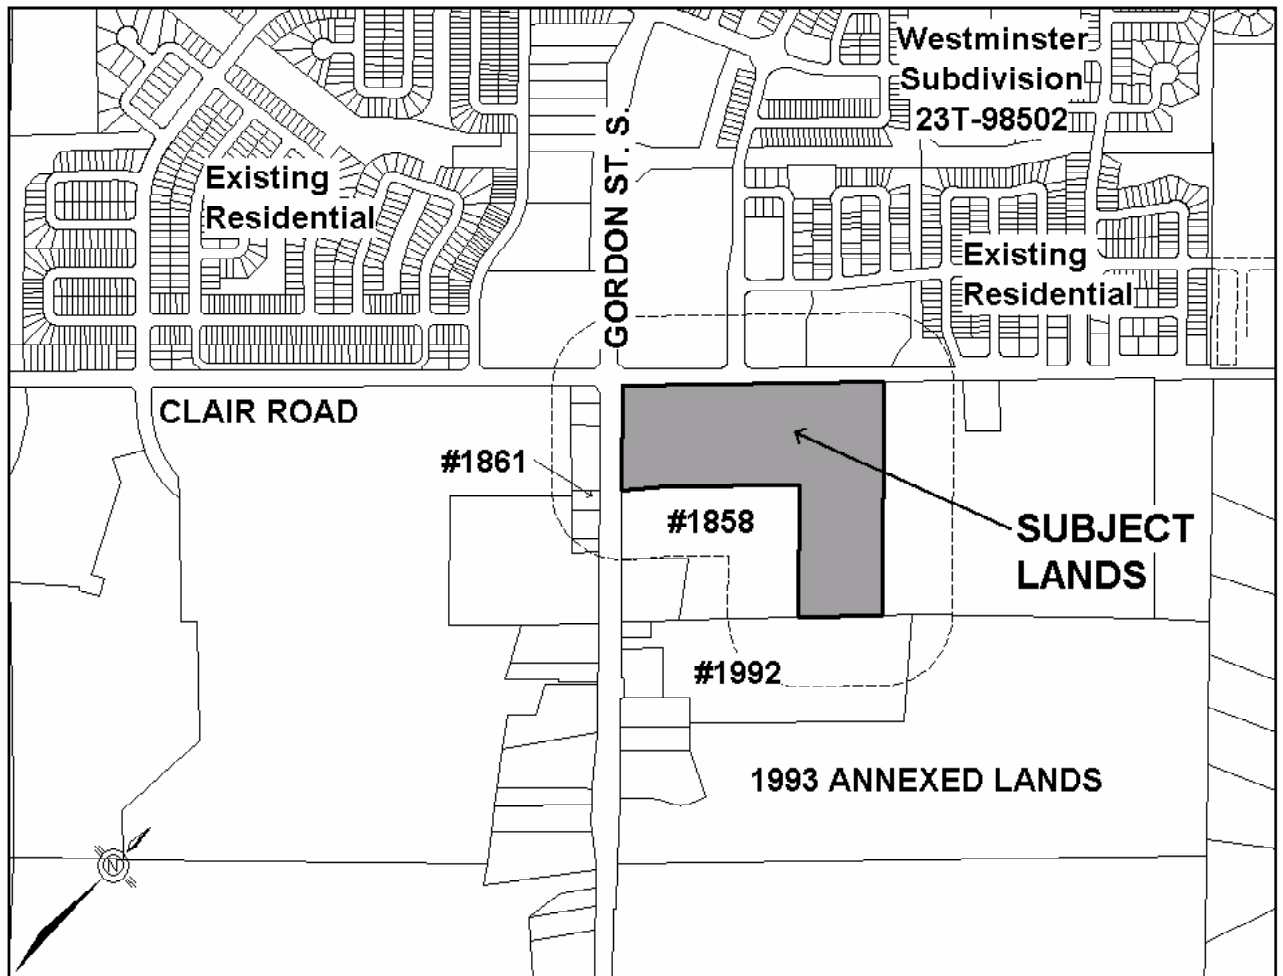 Westminster
Subdivision
23T-98502
Existing
Residential
GORDON ST. S.
Existing
Residential
CLAIR ROAD
#1861
#1858
SUBJECT
LANDS
#1992
1993 ANNEXED LANDS
N